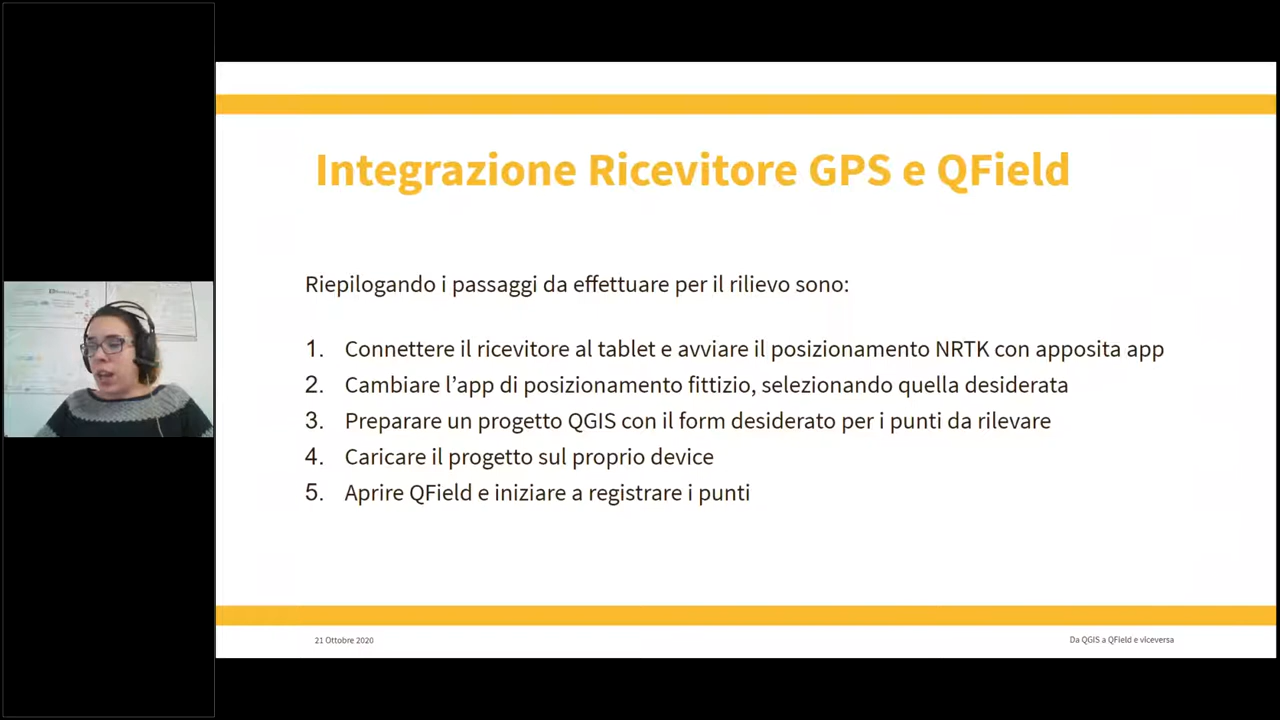 Integrazione Ricevitore GPS e QField
Riepilogando i passaggi da effettuare per il rilievo sono:
1. Connettere il ricevitore al tablet e avviare il posizionamento NRTK con apposita app
2. Cambiare l’app di posizionamento fittizio, selezionando quella desiderata
3. Preparare un progetto QGIS con il form desiderato per i punti da rilevare
4. Caricare il progetto sul proprio device
5. Aprire QField e iniziare a registrare i punti
21 Ottobre 2020
Da QGIS a QField e viceversa